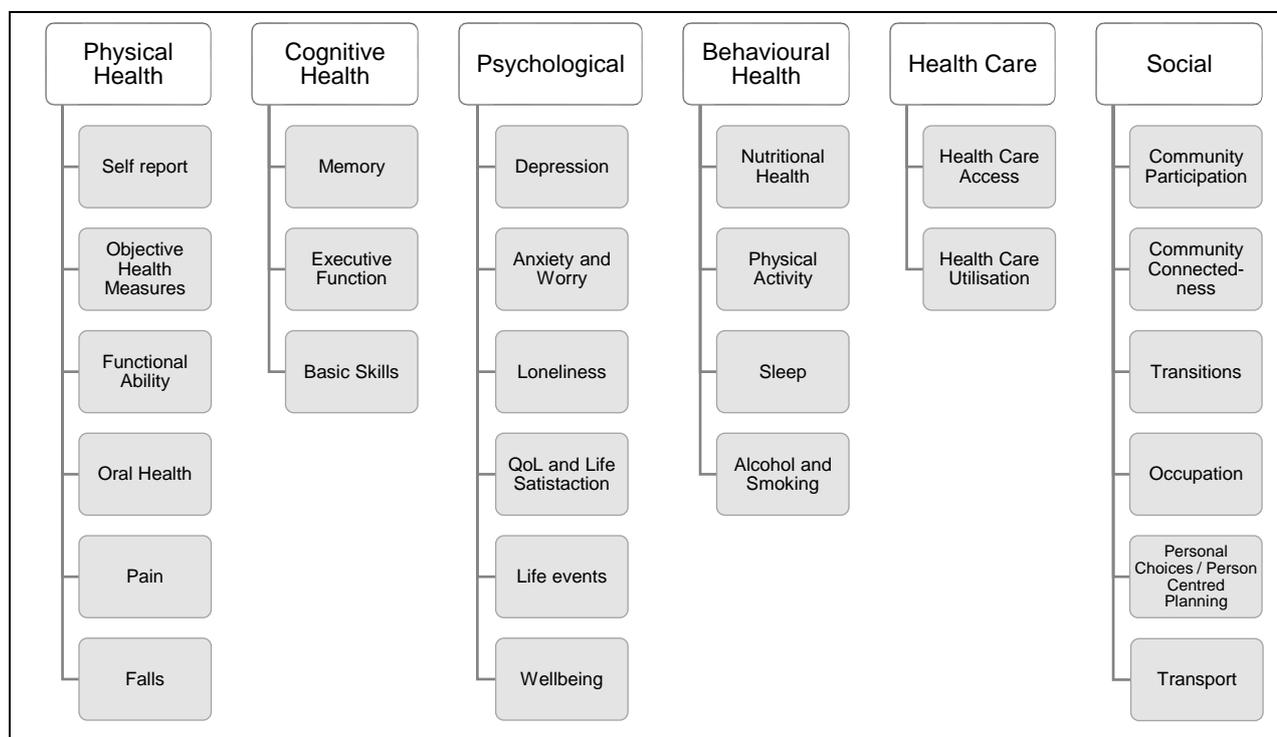 Physical
Health
Self report
Objective
Health
Measures
Functional
Ability
Oral Health
Pain
Falls
Cognitive
Health
Memory
Executive
Function
Basic Skills
Psychological
Depression
Anxiety and
Worry
Loneliness
QoL and Life
Satistaction
Life events
Wellbeing
Behavioural
Health
Nutritional
Health
Physical
Activity
Sleep
Alcohol and
Smoking
Health Care
Health Care
Access
Health Care
Utilisation
Social
Community
Participation
Community
Connected-
ness
Transitions
Occupation
Personal
Choices / Person
Centred
Planning
Transport